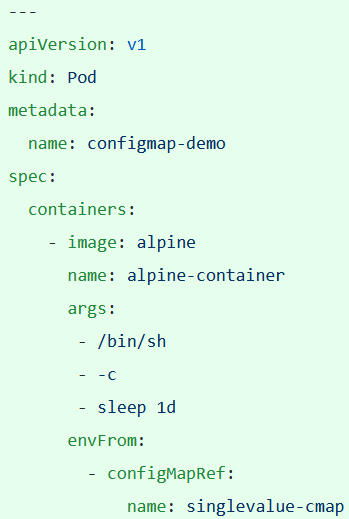 ---
apiVersion: v1
kind: Pod
metadata:
  name: configmap-demo
spec:
  containers:
    - image: alpine
      name: alpine-container
      args:
       - /bin/sh
       - -c
       - sleep 1d
      envFrom:
        - configMapRef:
            name: singlevalue-cmap